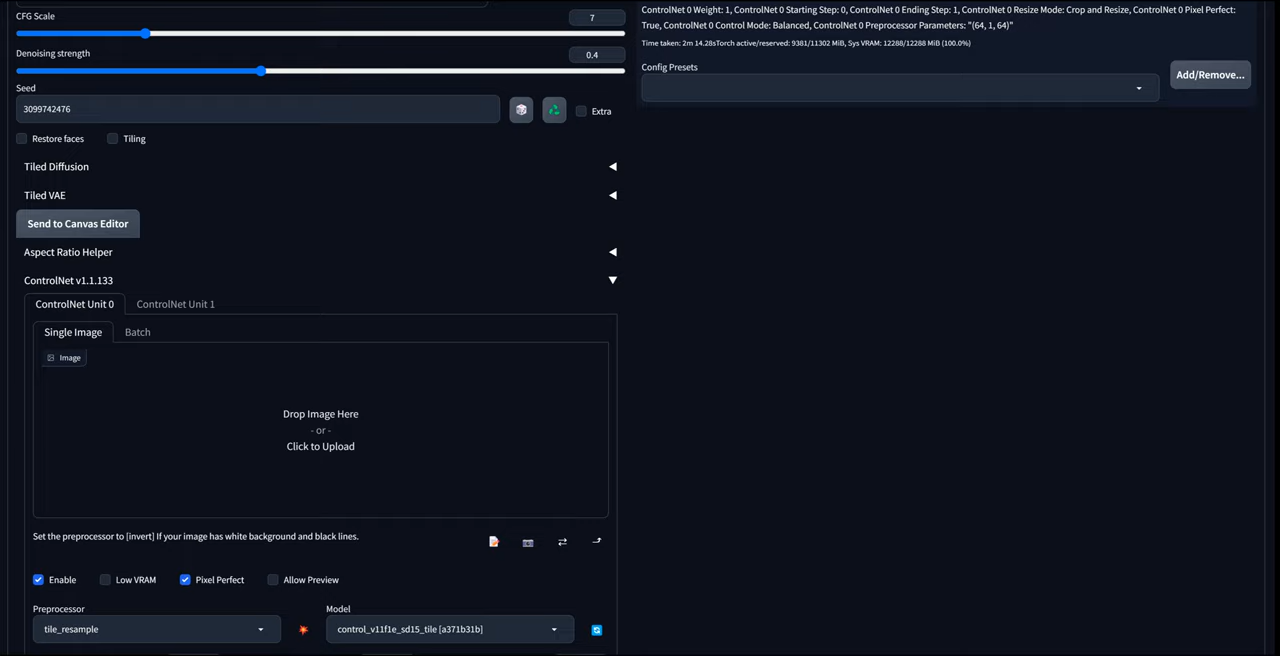 CFG Scale
7
Denoising strength
0.4
Seed
3099742476
Extra
Restore faces
Tiling
Tiled Diffusion
Tiled VAE
Send to Canvas Editor
Aspect Ratio Helper
ControlNet v1.1.133
ControlNet Unit 0
ControlNet Unit 1
Single Image
Batch
Image
Drop Image Here
- or -
Click to Upload
Set the preprocessor to [invert] If your image has white background and black lines.
Enable
Low VRAM
Pixel Perfect
Allow Preview
Preprocessor
Model
tile_resample
control_v11f1e_sd15_tile [a371b31b]
ControlNet 0 Weight: 1, ControlNet 0 Starting Step: 0, ControlNet 0 Ending Step: 1, ControlNet 0 Resize Mode: Crop and Resize, ControlNet 0 Pixel Perfect:
True, ControlNet 0 Control Mode: Balanced, ControlNet 0 Preprocessor Parameters: "(64, 1, 64)"
Time taken: 2m 14.28sTorch active/reserved: 9381/11302 MiB, Sys VRAM: 12288/12288 MiB (100.0%)
Config Presets
Add/Remove...